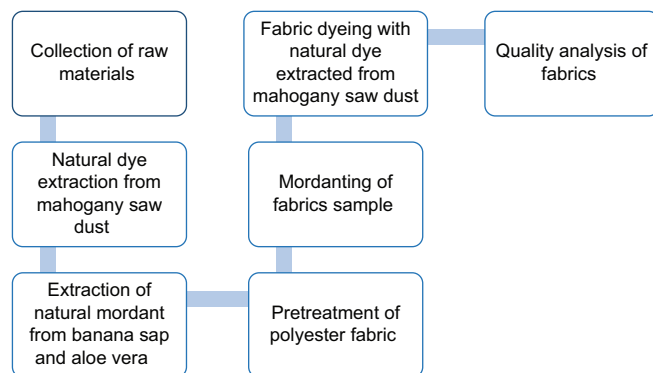 Collection of raw
materials
Natural dye
extraction from
mahogany saw
dust
Extraction of
natural mordant
from banana sap
and aloe vera
Pretreatment of
polyester fabric
Mordanting of
fabrics sample
Fabric dyeing with
natural dye
extracted from
mahogany saw dust
Quality analysis of
fabrics